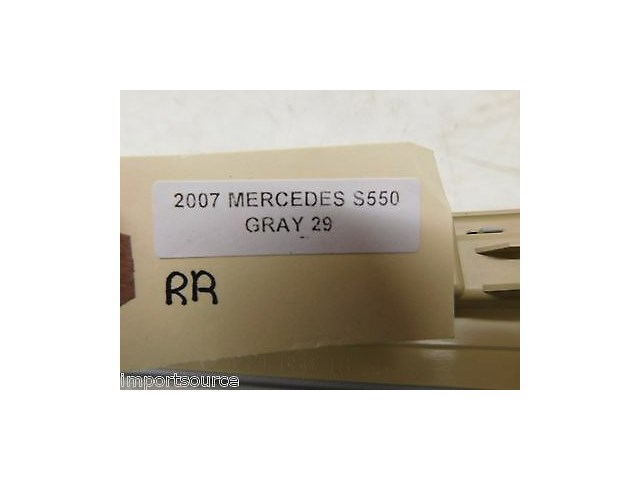 2007 MERCEDES S550
GRAY 29
RR
importsource